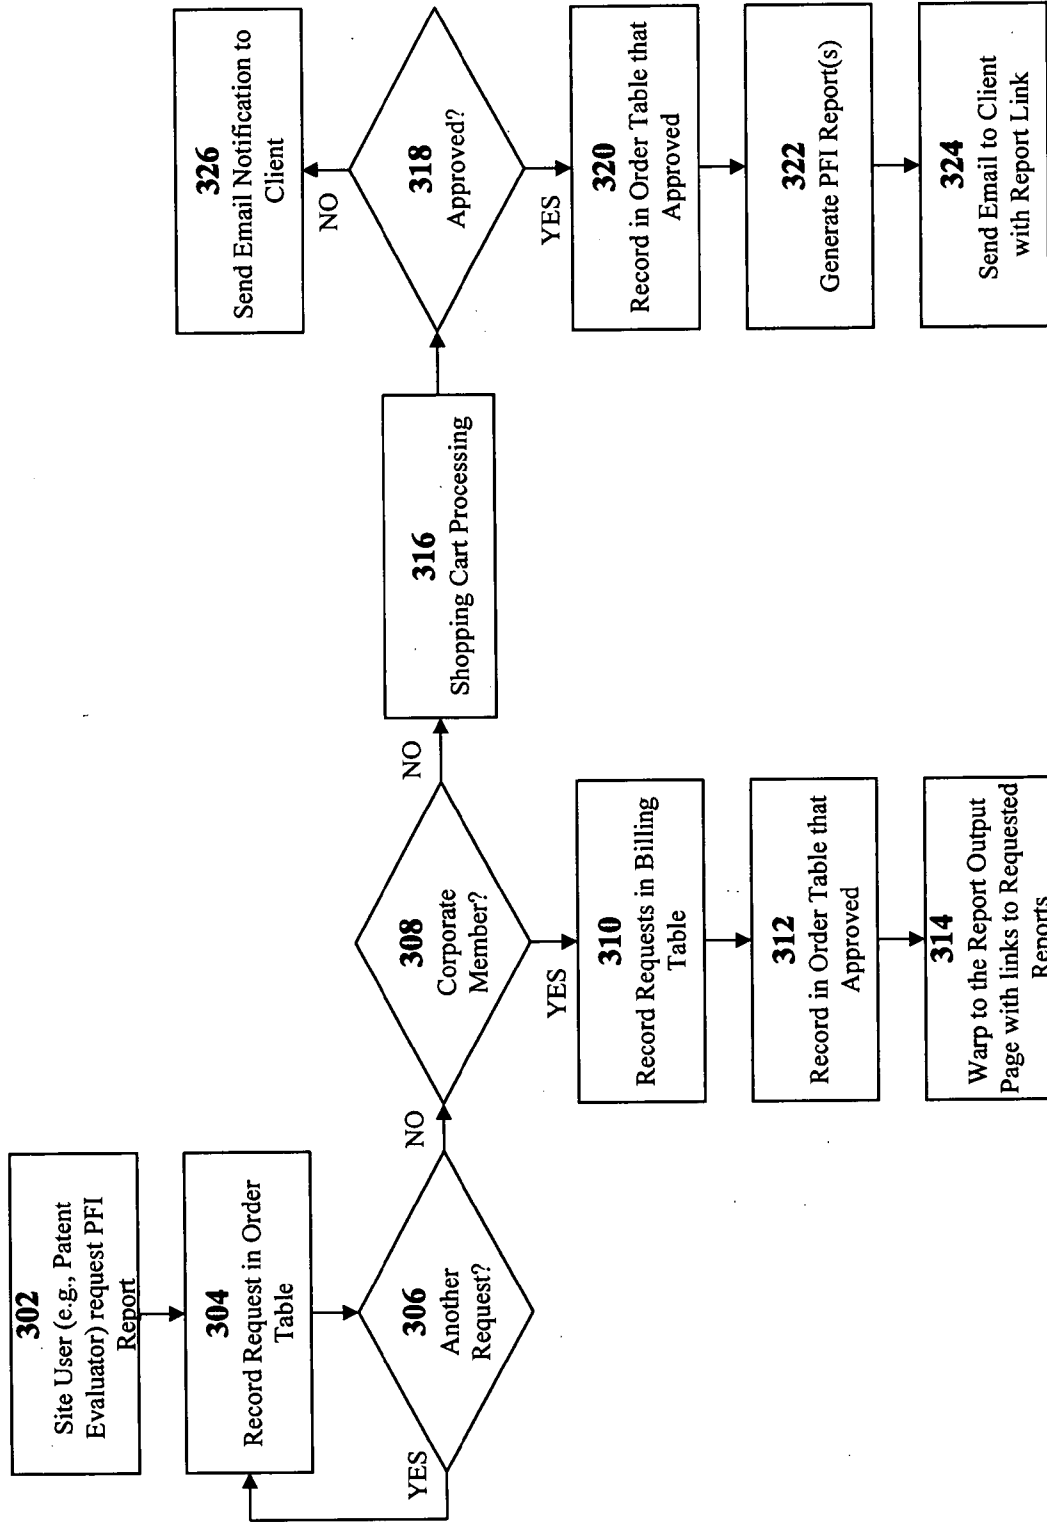 302
Site User (e.g., Patent
Evaluator) request PFI
Report
304
Record Request in Order
Table
306
Another
Request?
YES
NO
308
Corporate
Member?
YES
NO
310
Record Requests in Billing
Table
312
Record in Order Table that
Approved
314
Warp to the Report Output
Page with links to Requested
Reports
316
Shopping Cart Processing
318
Approved?
NO
YES
326
Send Email Notification to
Client
320
Record in Order Table that
Approved
322
Generate PFI Report(s)
324
Send Email to Client
with Report Link